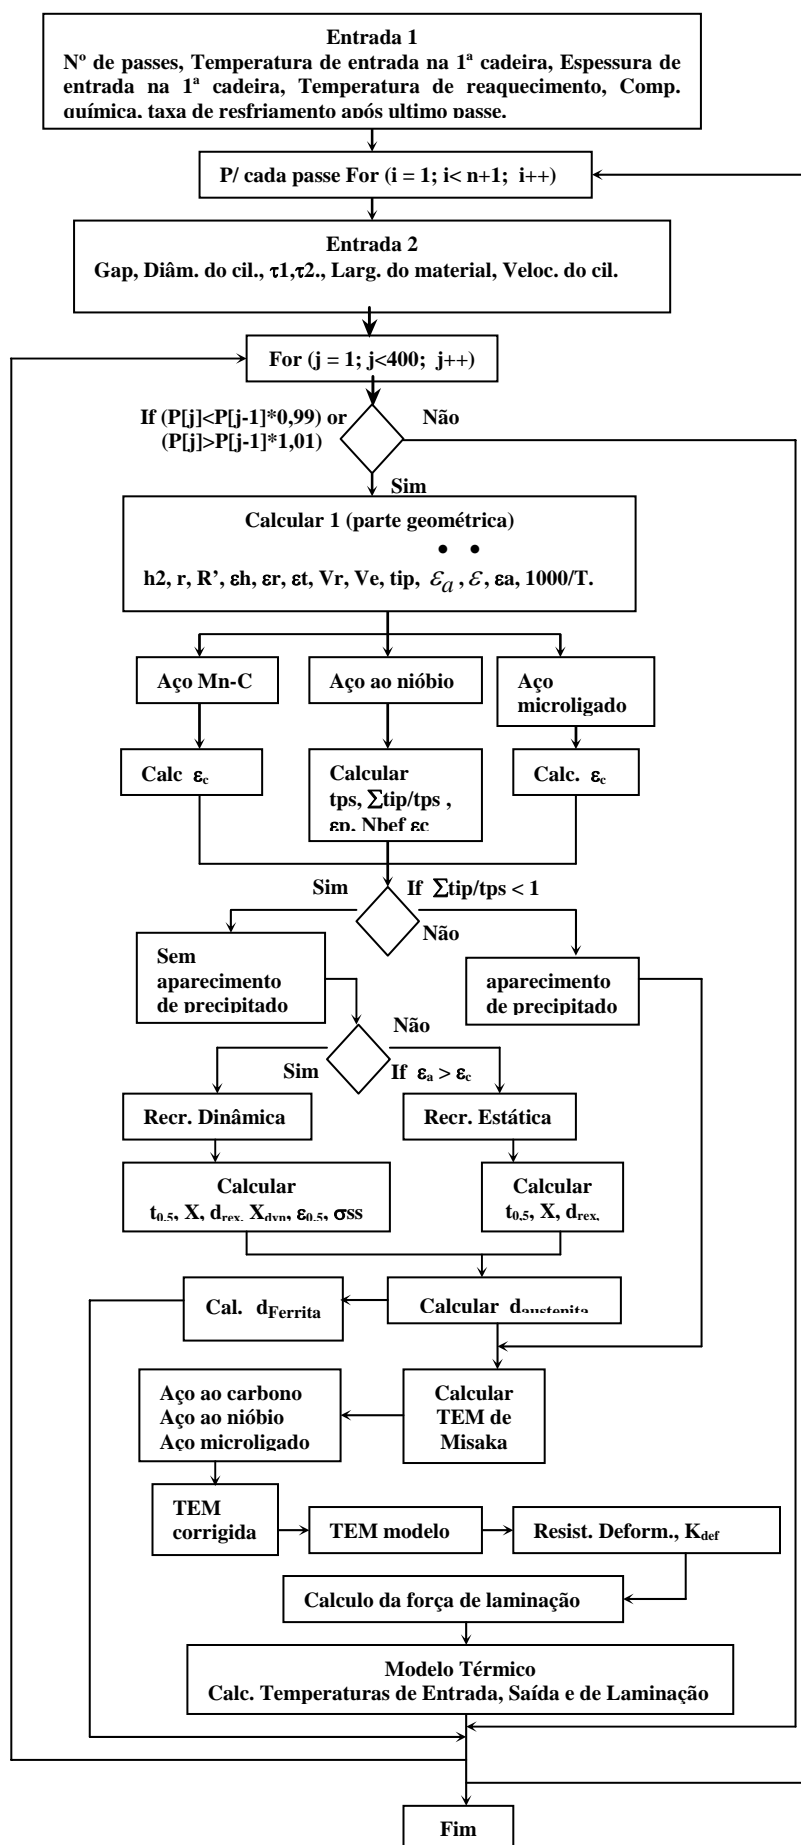 Entrada 1
Nº de passes, Temperatura de entrada na 1ª cadeira, Espessura de
entrada na 1ª cadeira, Temperatura de reaquecimento, Comp.
química, taxa de resfriamento após ultimo passe.
P/ cada passe For (i = 1; i< n+1; i++)
Entrada 2
Gap, Diâm. do cil., τ1,τ2., Larg. do material, Veloc. do cil.
For (j = 1; j<400; j++)
If (P[j]<P[j-1]*0,99) or
(P[j]>P[j-1]*1,01)
Não
Sim
Calcular 1 (parte geométrica)
h2, r, R’, εh, εr, εt, Vr, Ve, tip, ε̇a , ε̇, εa, 1000/T.
Aço Mn-C
Aço ao nióbio
Aço
microligado
Calc εc
Calcular
tps, Σtip/tps ,
εp, Nbef εc
Calc. εc
Sim
If Σtip/tps < 1
Não
Sem
aparecimento
de precipitado
aparecimento
de precipitado
Não
Sim
If εa > εc
Recr. Dinâmica
Recr. Estática
Calcular
t0,5, X, drex, Xdyn, ε0,5, σss
Calcular
t0,5, X, drex,
Cal. dFerrita
Calcular daustenita
Aço ao carbono
Aço ao nióbio
Aço microligado
Calcular
TEM de
Misaka
TEM
corrigida
TEM modelo
Resist. Deform., Kdef
Calculo da força de laminação
Modelo Térmico
Calc. Temperaturas de Entrada, Saída e de Laminação
Fim